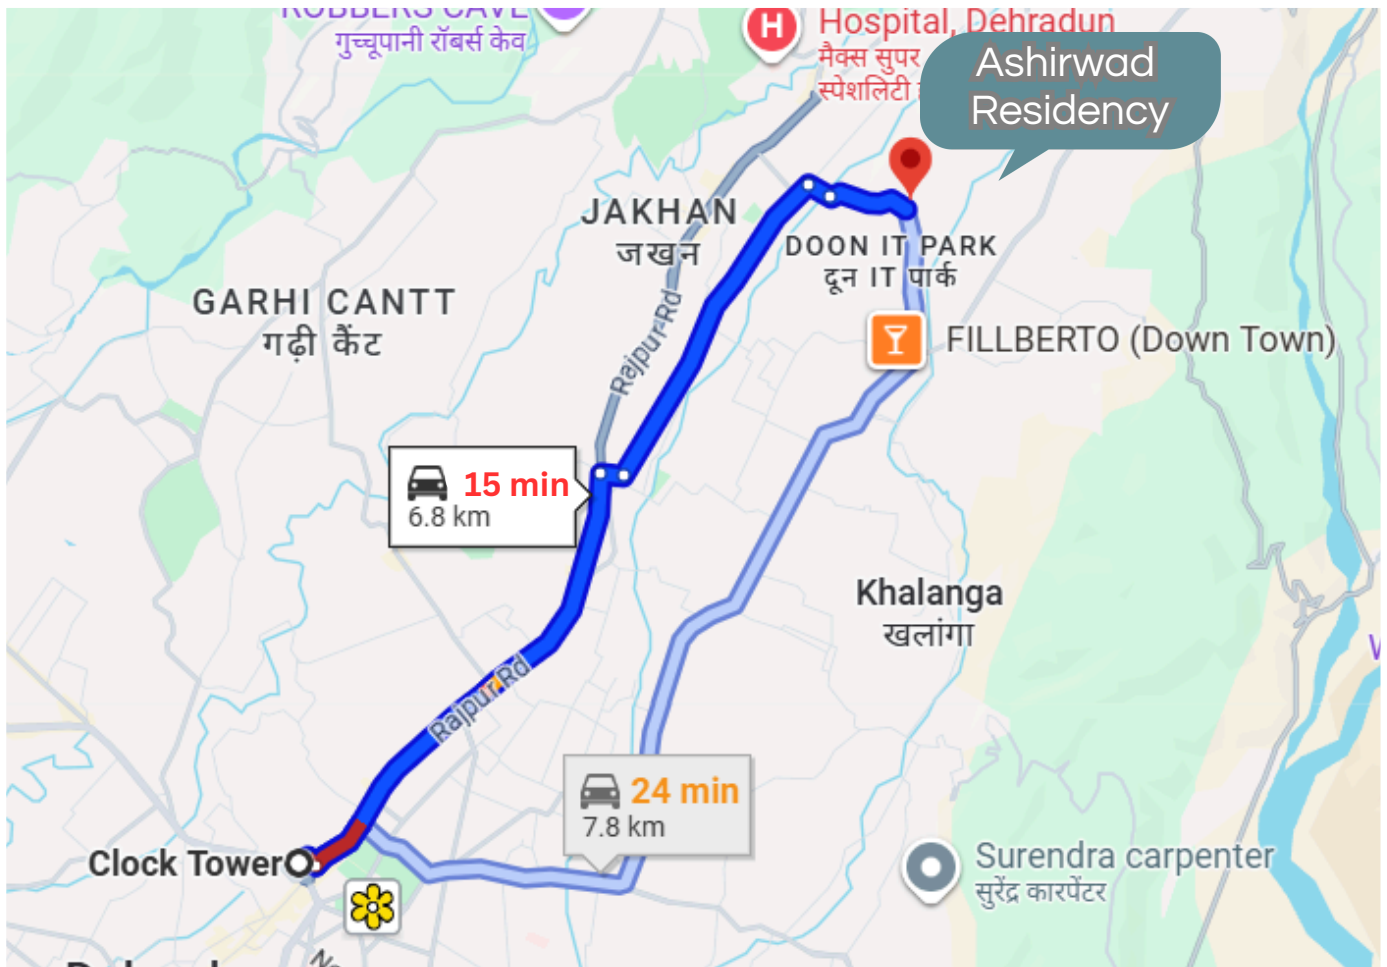 ROBBERS CAVE
गुच्चूपानी रॉबर्स केव
Hospital, Dehradun
मैक्स सुपर
स्पेशलिटी
Ashirwad
Residency
JAKHAN
जखन
DOON IT PARK
दून IT पार्क
GARHI CANTT
गढ़ी कैंट
Rajpur Rd
FILLBERTO (Down Town)
15 min
6.8 km
Khalanga
खलांगा
Rajpur Rd
24 min
7.8 km
Clock Tower
Surendra carpenter
सुरेंद्र कारपेंटर